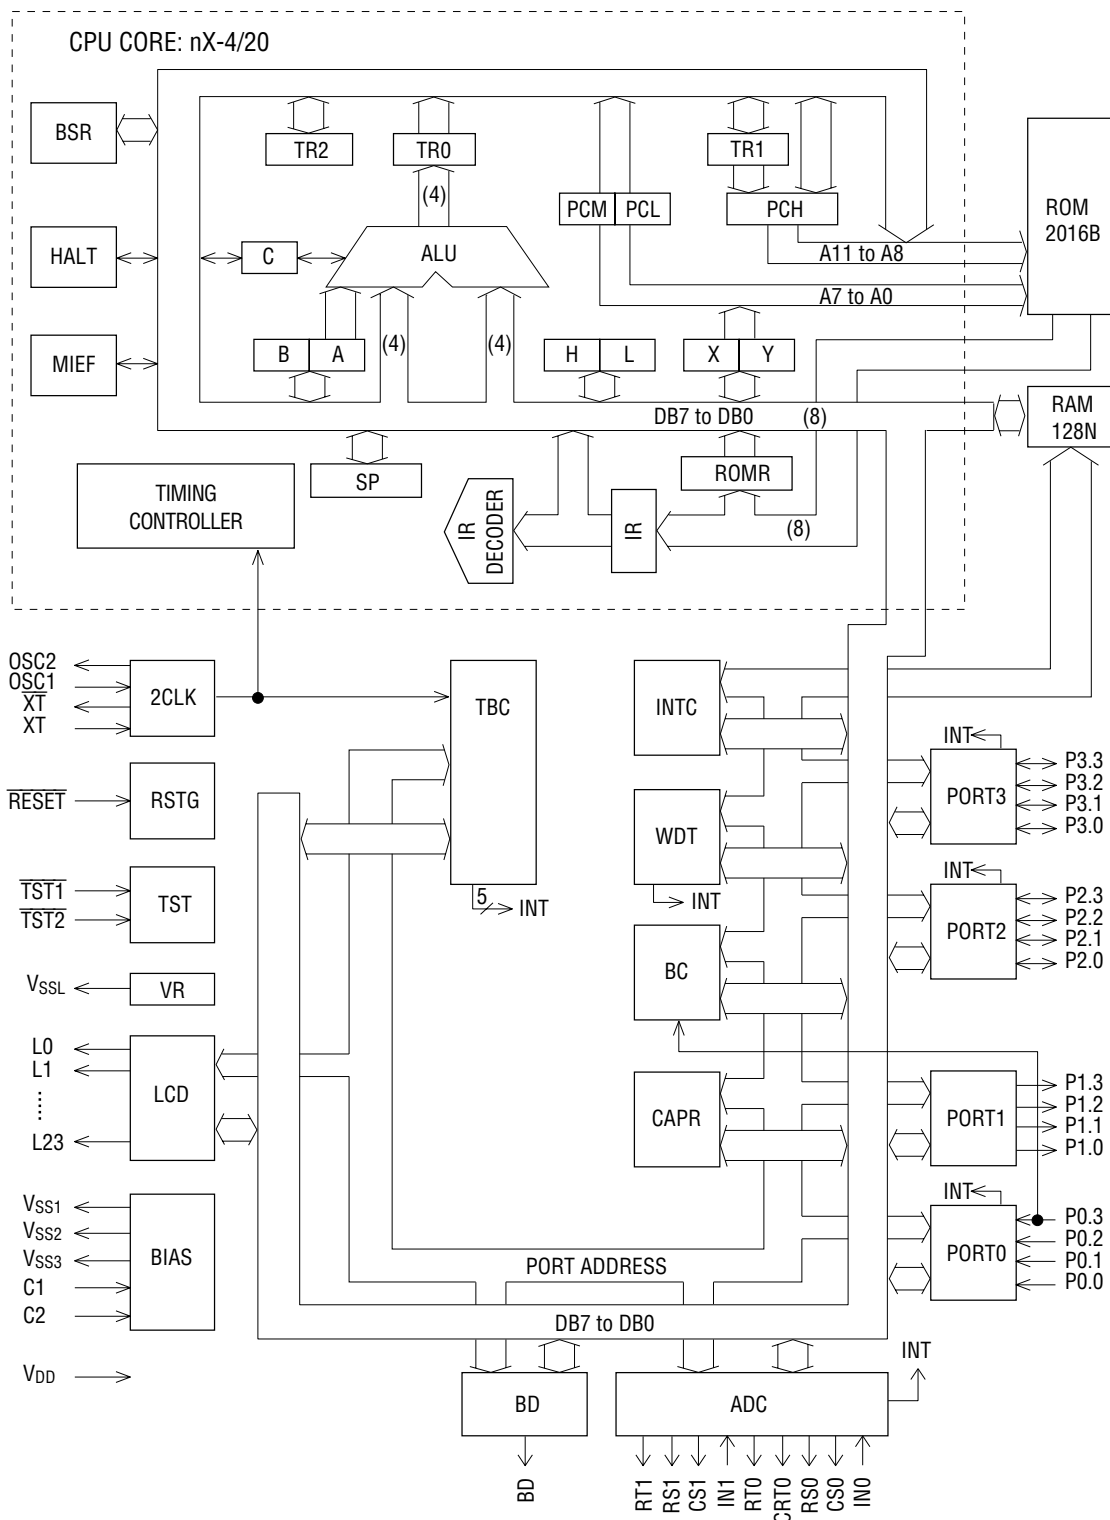 CPU CORE: nX-4/20
BSR
TR2
TR0
TR1
(4)
PCM
PCL
PCH
ROM
2016B
HALT
C
ALU
A11 to A8
A7 to A0
MIEF
B
A
(4)
(4)
H
L
X
Y
DB7 to DB0
(8)
RAM
128N
TIMING
CONTROLLER
SP
ROMR
IR
DECODER
IR
(8)
OSC2
OSC1
XT
XT
2CLK
TBC
INTC
INT
PORT3
P3.3
P3.2
P3.1
P3.0
RESET
RSTG
WDT
INT
TST1
TST2
TST
5
INT
INT
PORT2
P2.3
P2.2
P2.1
P2.0
BC
VSSL
VR
L0
L1
L23
LCD
CAPR
PORT1
P1.3
P1.2
P1.1
P1.0
VSS1
VSS2
VSS3
C1
C2
BIAS
INT
PORT0
P0.3
P0.2
P0.1
P0.0
PORT ADDRESS
DB7 to DB0
VDD
BD
ADC
INT
BD
RT1
RS1
CS1
IN1
RT0
CRT0
RS0
CS0
IN0